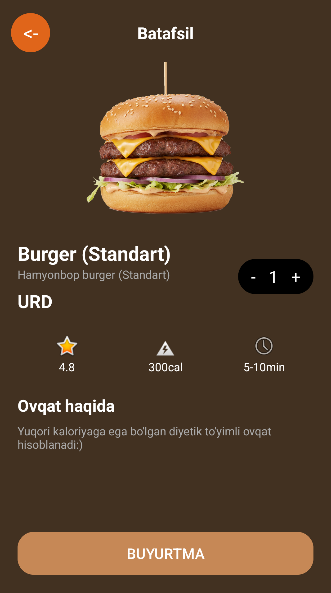 <-
Batafsil
Burger (Standart)
Hamyonbop burger (Standart)
- 1 +
URD
4.8
300cal
5-10min
Ovqat haqida
Yuqori kaloriyaga ega bo'lgan diyetik to'yimli ovqat
hisoblanadi:)
BUYURTMA